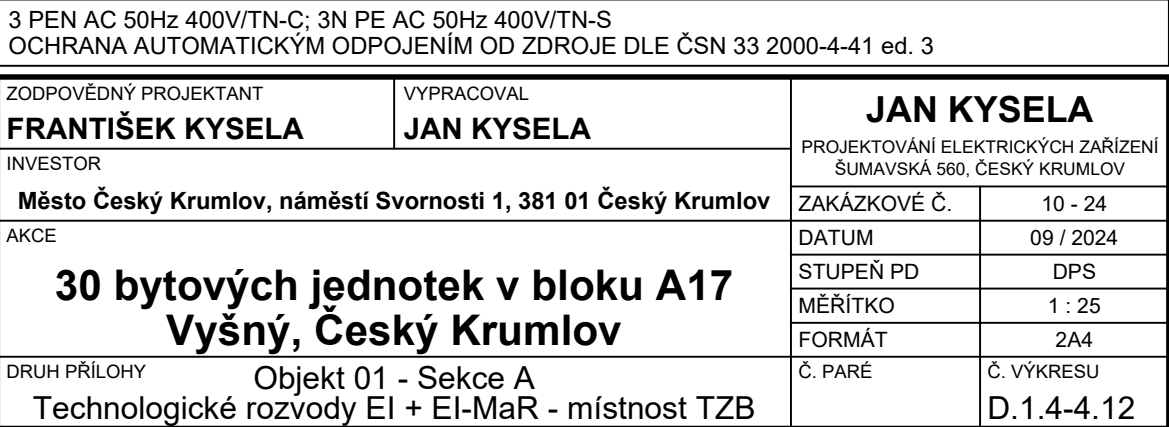 3 PEN AC 50Hz 400V/TN-C; 3N PE AC 50Hz 400V/TN-S
OCHRANA AUTOMATICKÝM ODPOJENÍM OD ZDROJE DLE ČSN 33 2000-4-41 ed. 3
ZODPOVĚDNÝ PROJEKTANT
FRANTIŠEK KYSELA
VYPRACOVAL
JAN KYSELA
JAN KYSELA
PROJEKTOVÁNÍ ELEKTRICKÝCH ZAŘÍZENÍ
ŠUMAVSKÁ 560, ČESKÝ KRUMLOV
INVESTOR
Město Český Krumlov, náměstí Svornosti 1, 381 01 Český Krumlov
ZAKÁZKOVÉ Č. 10 - 24
DATUM 09 / 2024
STUPEŇ PD DPS
MĚŘÍTKO 1 : 25
FORMÁT 2A4
AKCE
30 bytových jednotek v bloku A17
Vyšný, Český Krumlov
DRUH PŘÍLOHY
Objekt 01 - Sekce A
Technologické rozvody EI + EI-MaR - místnost TZB
Č. PARÉ
Č. VÝKRESU
D.1.4-4.12